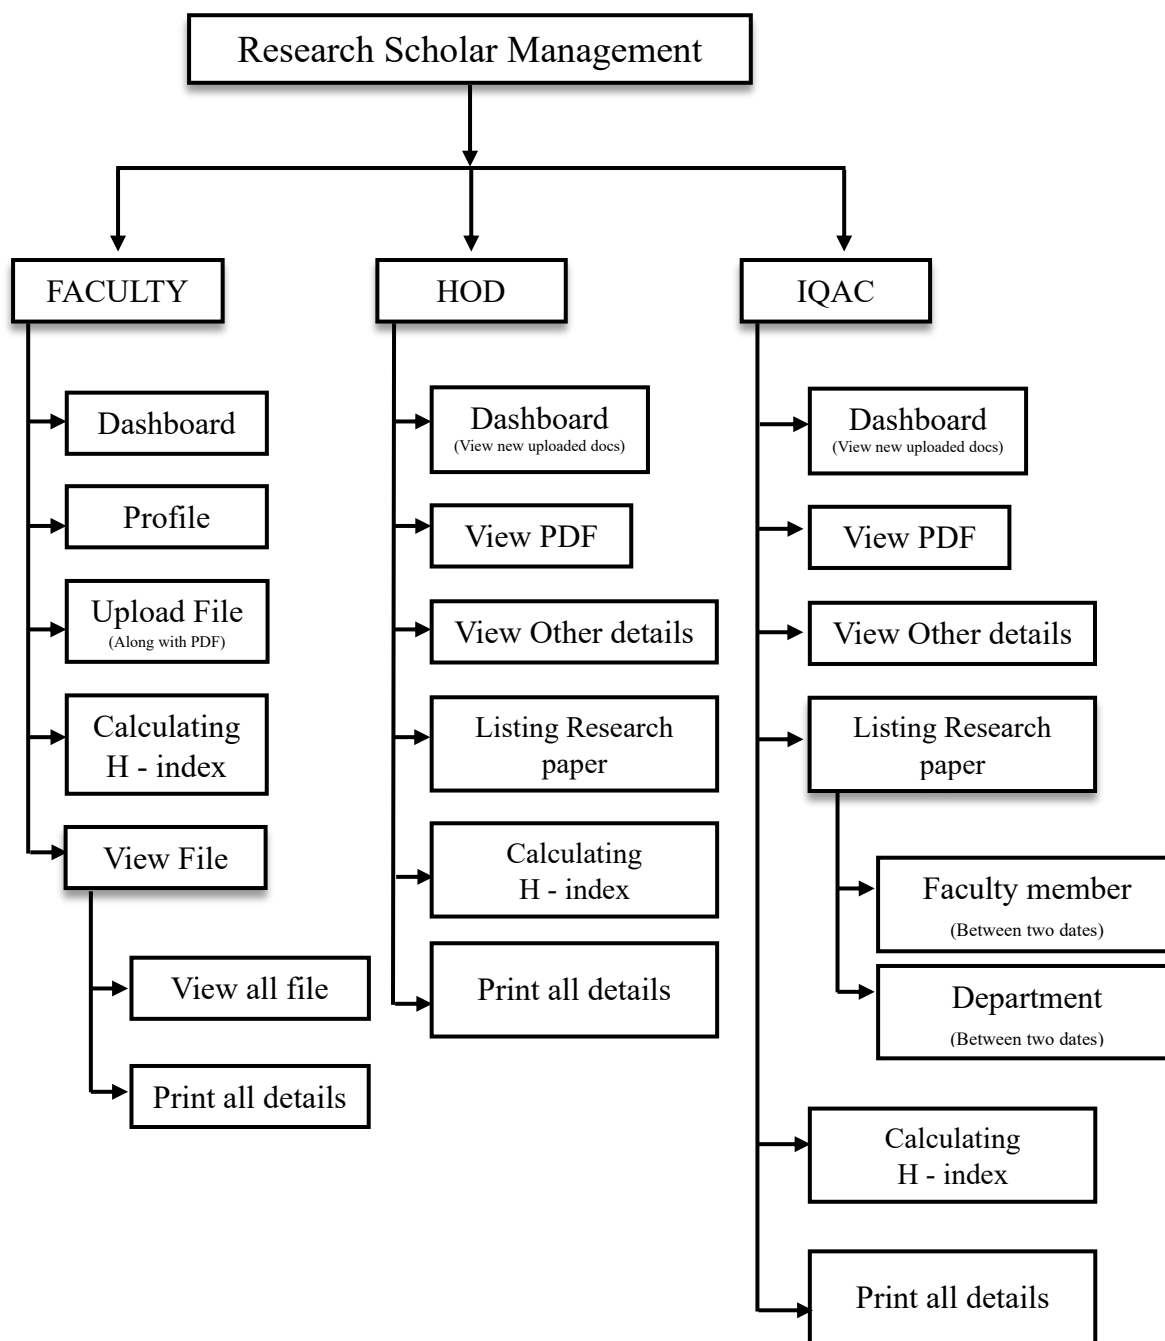 Research Scholar Management
FACULTY
HOD
IQAC
Dashboard
Profile
Upload File
(Along with PDF)
Calculating
H - index
View File
View all file
Print all details
Dashboard
(View new uploaded docs)
View PDF
View Other details
Listing Research
paper
Calculating
H - index
Print all details
Dashboard
(View new uploaded docs)
View PDF
View Other details
Listing Research
paper
Faculty member
(Between two dates)
Department
(Between two dates)
Calculating
H - index
Print all details